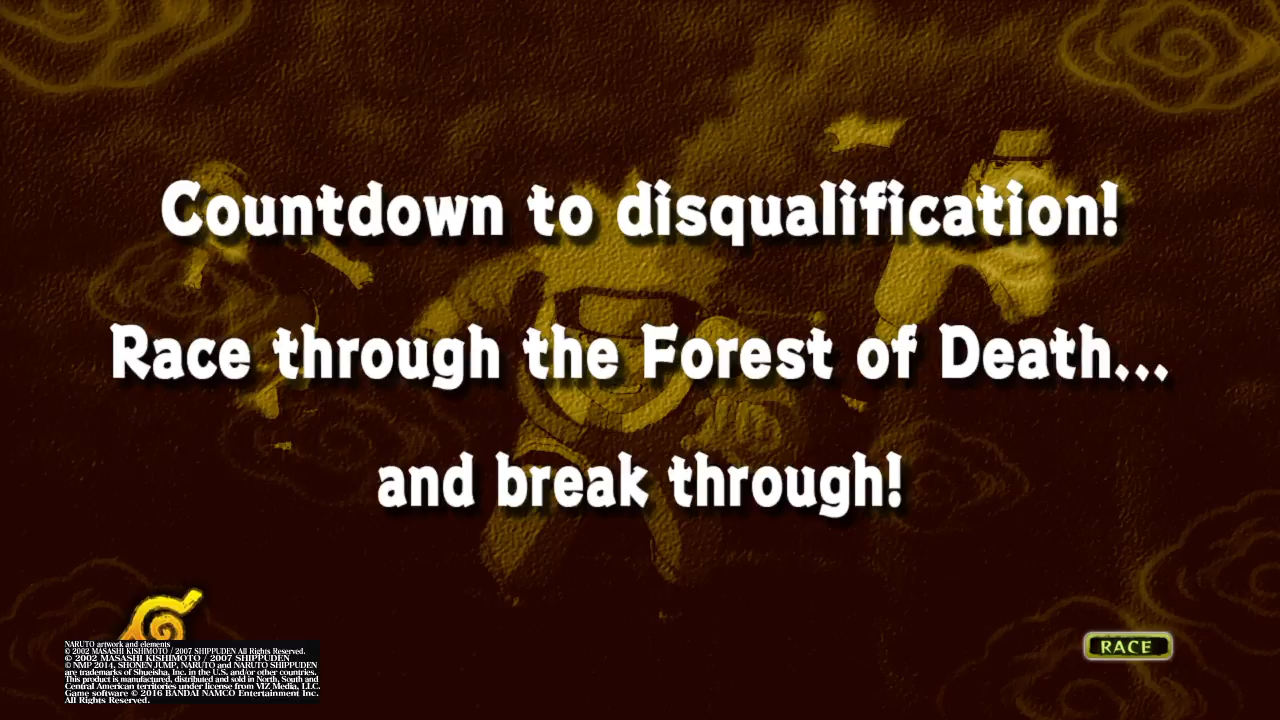 Countdown to disqualification!
Race through the Forest of Death...
and break through!
RACE
NARUTO artwork and elements
© 2002 MASASHI KISHIMOTO / 2007 SHIPPUDEN All Rights Reserved.
© 2002 MASASHI KISHIMOTO / 2007 SHIPPUDEN
© NMP 2014, SHONEN JUMP, NARUTO and NARUTO SHIPPUDEN
are trademarks of Shueisha, Inc. in the U.S. and/or other countries.
This product is manufactured, distributed and sold in North, South and
Central American territories under license from VIZ Media, LLC.
Game software © 2016 BANDAI NAMCO Entertainment Inc.
All Rights Reserved.